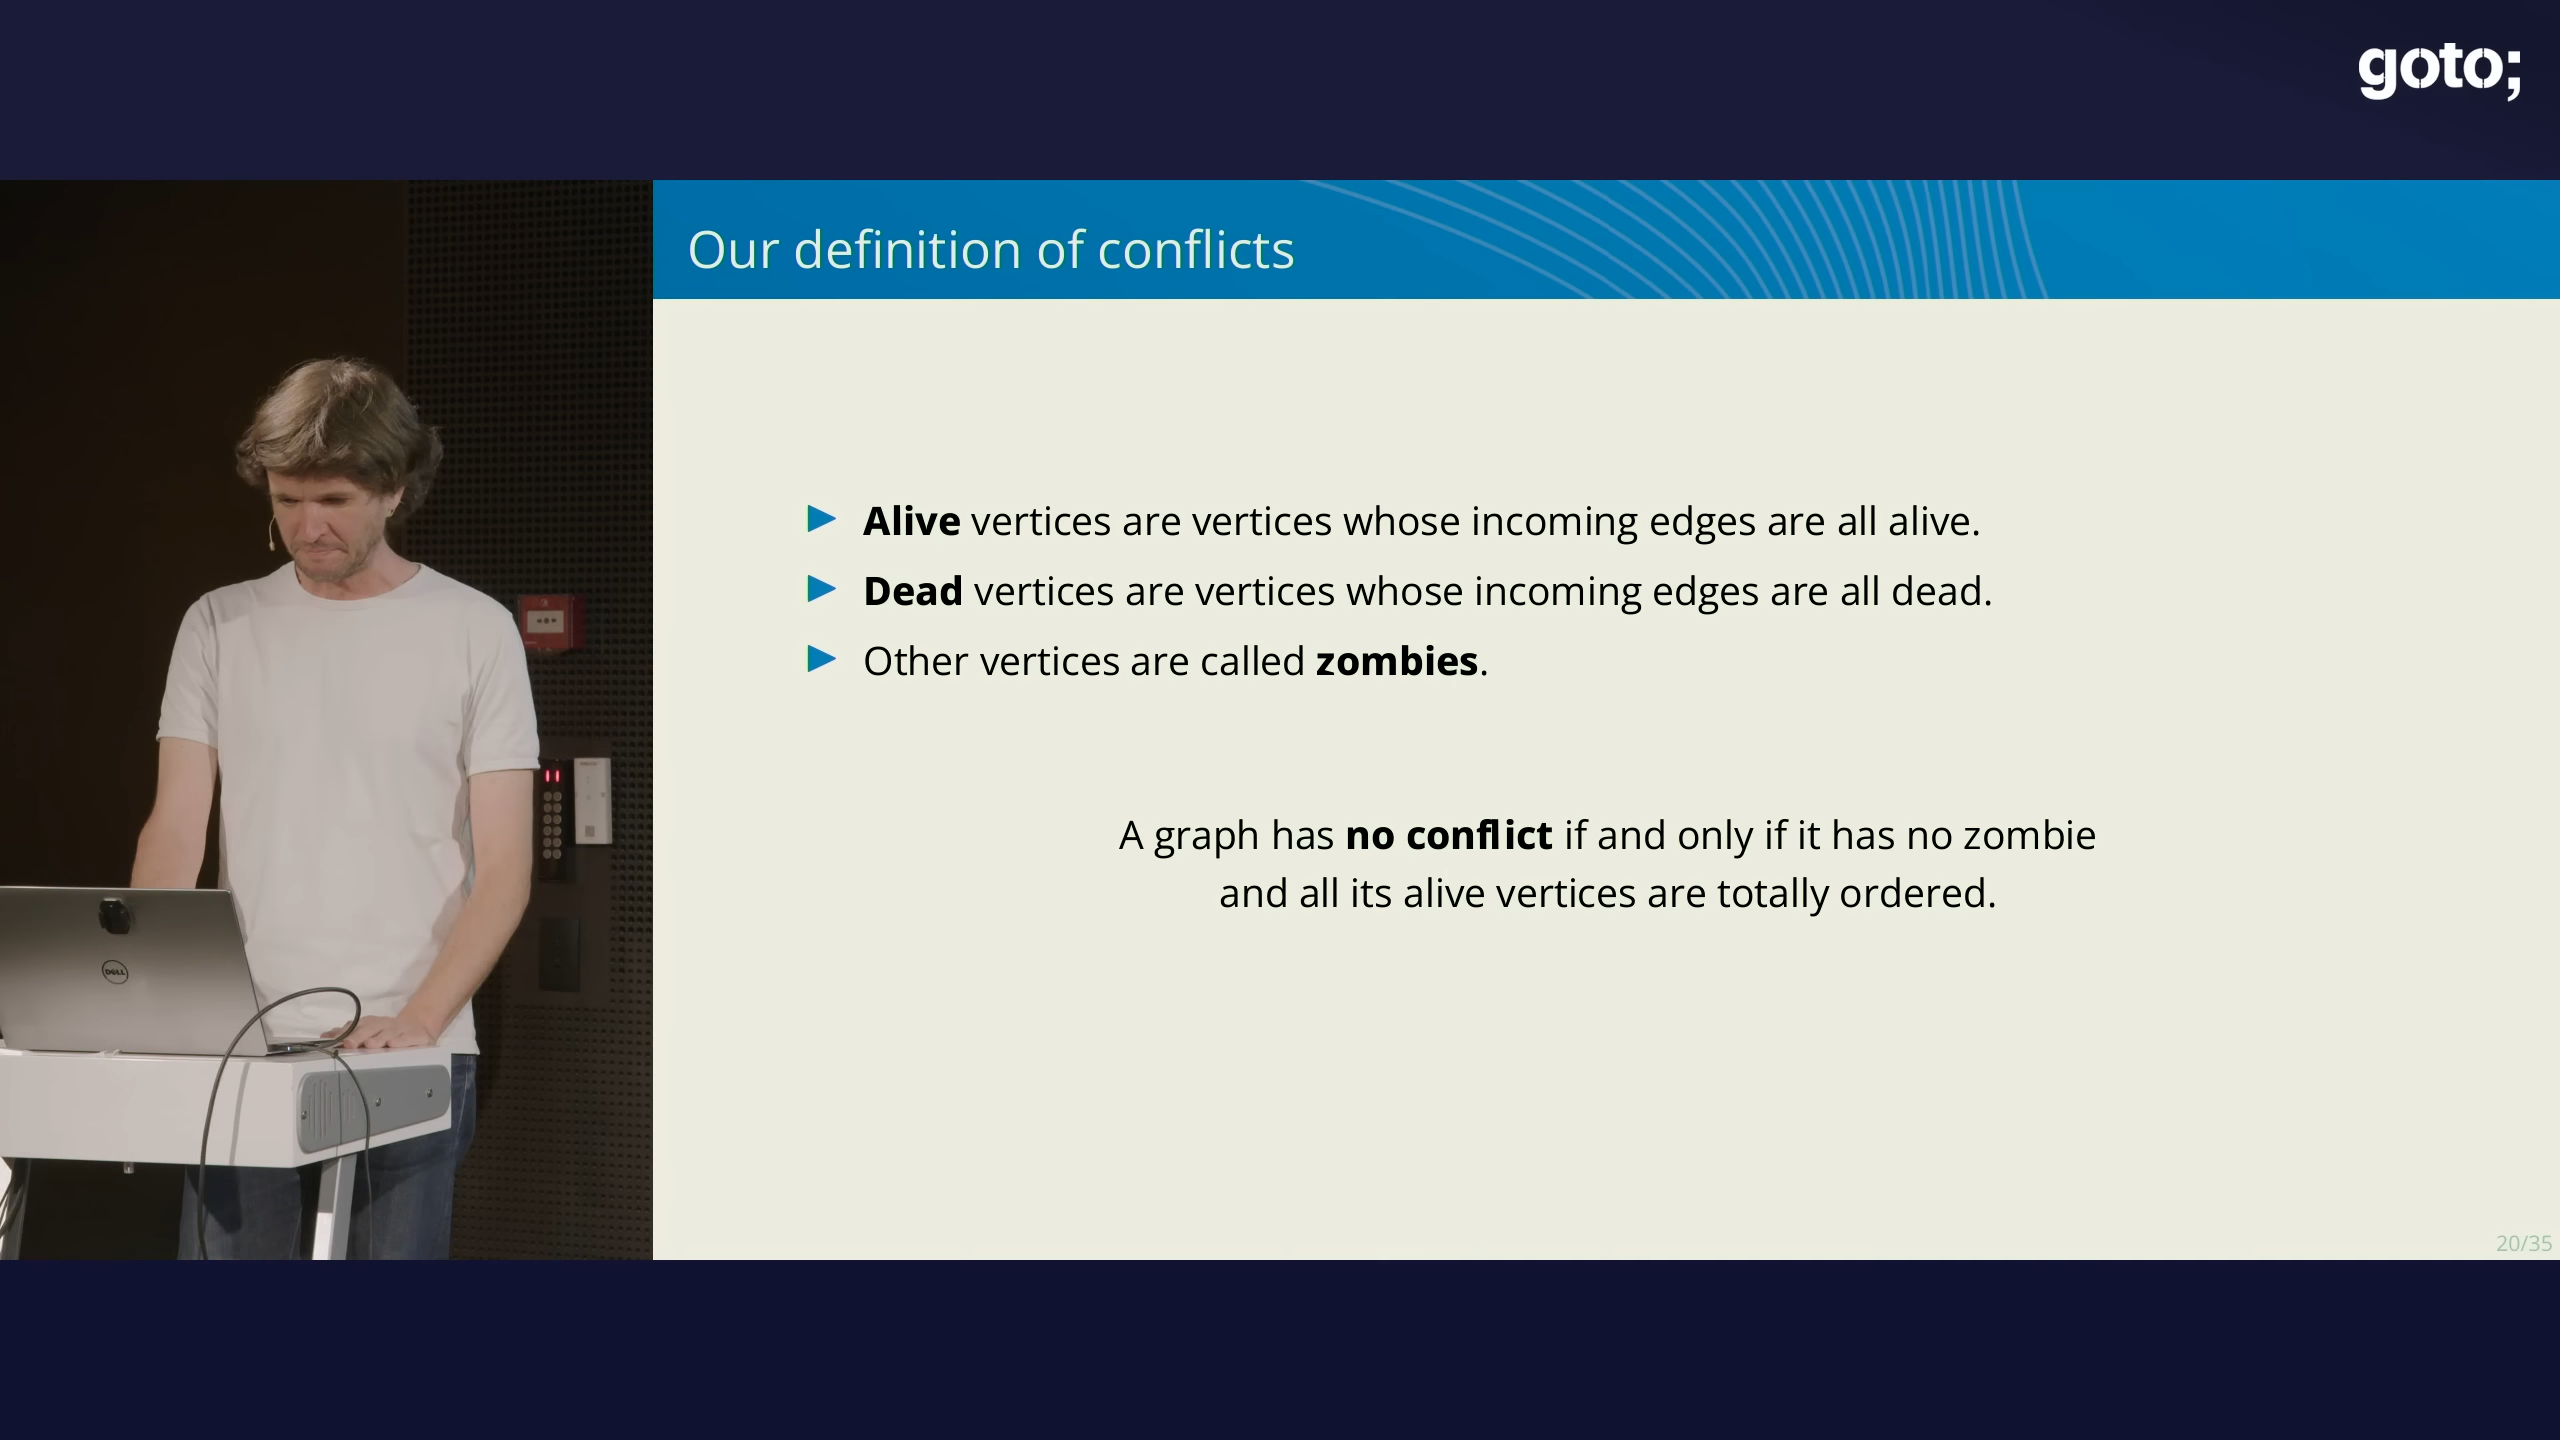 goto;
Our definition of conflicts
Alive vertices are vertices whose incoming edges are all alive.
Dead vertices are vertices whose incoming edges are all dead.
Other vertices are called zombies.
A graph has no conflict if and only if it has no zombie
and all its alive vertices are totally ordered.
DELL
20/35